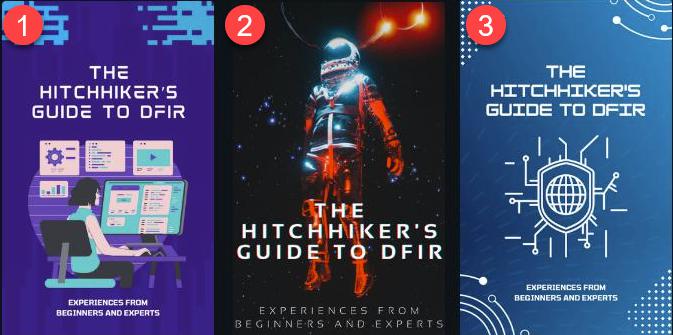 1
THE
HITCHHIKER'S
GUIDE TO DFIR
EXPERIENCES FROM
BEGINNERS AND EXPERTS
2
THE
HITCHHIKER'S
GUIDE TO DFIR
EXPERIENCES FROM
BEGINNERS AND EXPERTS
3
THE
HITCHHIKER'S
GUIDE TO DFIR
EXPERIENCES FROM
BEGINNERS AND EXPERTS